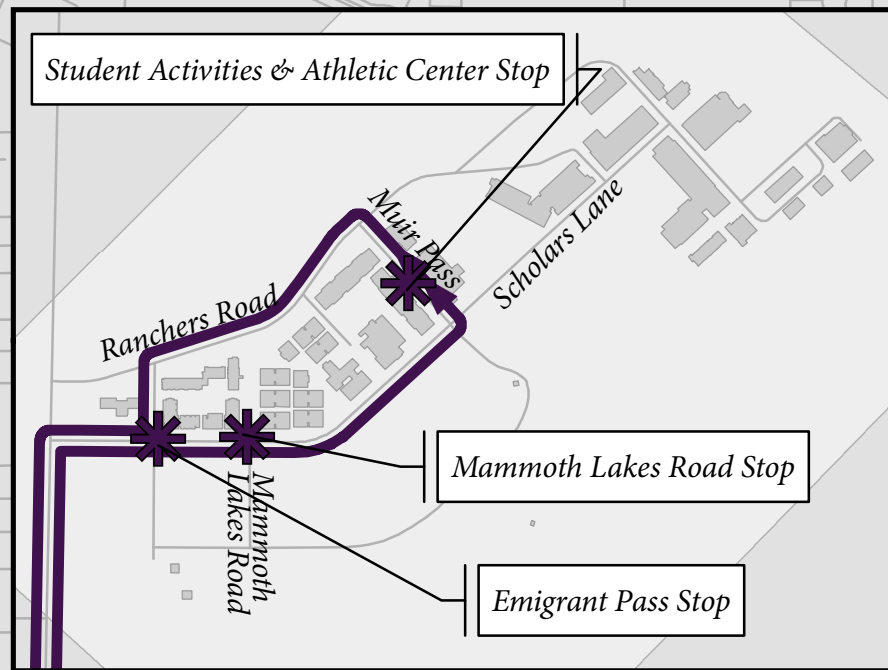 Student Activities & Athletic Center Stop
Muir Pass
Scholars Lane
Ranchers Road
Mammoth Lakes Road Stop
Mammoth
Lakes Road
Emigrant Pass Stop